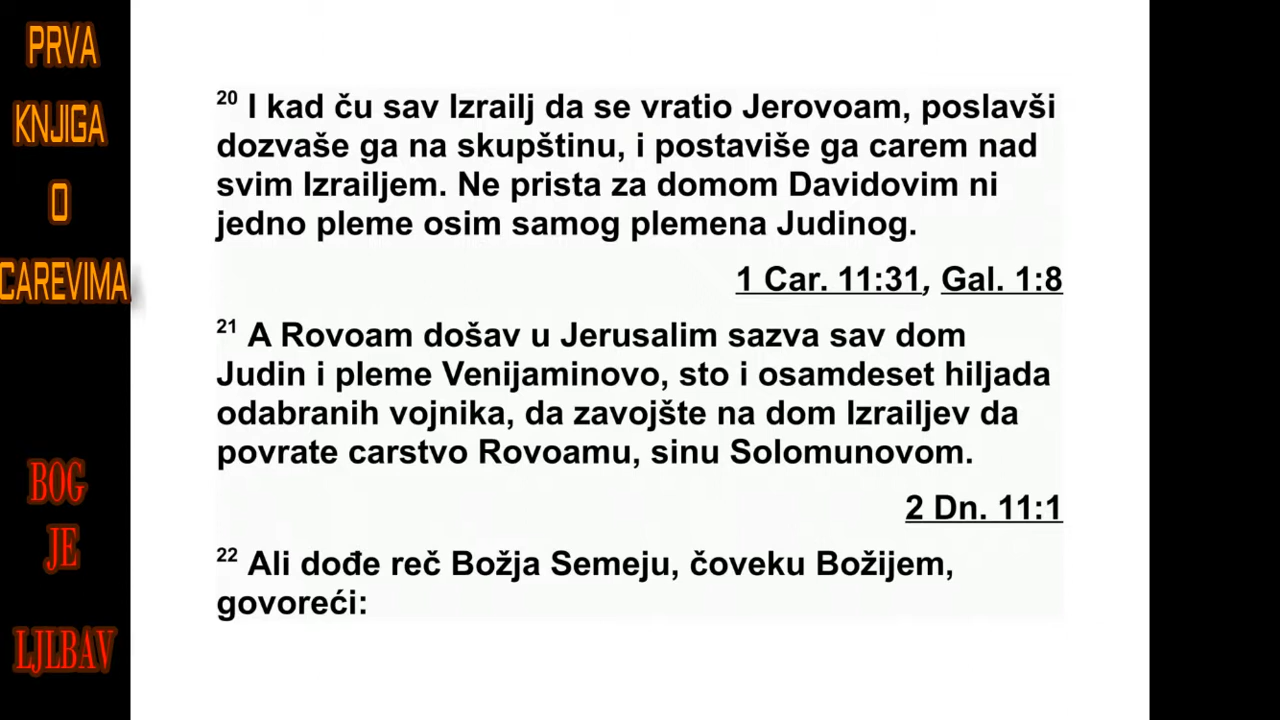 PRVA
KNJIGA
O
CAREVIMA
BOG
JE
LJLBAV
20 I kad ču sav Izrailj da se vratio Jerovoam, poslavši
dozvaše ga na skupštinu, i postaviše ga carem nad
svim Izrailjem. Ne prista za domom Davidovim ni
jedno pleme osim samog plemena Judinog.
1 Car. 11:31, Gal. 1:8
21 A Rovoam došav u Jerusalim sazva sav dom
Judin i pleme Venijaminovo, sto i osamdeset hiljada
odabranih vojnika, da zavojšte na dom Izrailjev da
povrate carstvo Rovoamu, sinu Solomunovom.
2 Dn. 11:1
22 Ali dođe reč Božja Semeju, čoveku Božijem,
govoreći: